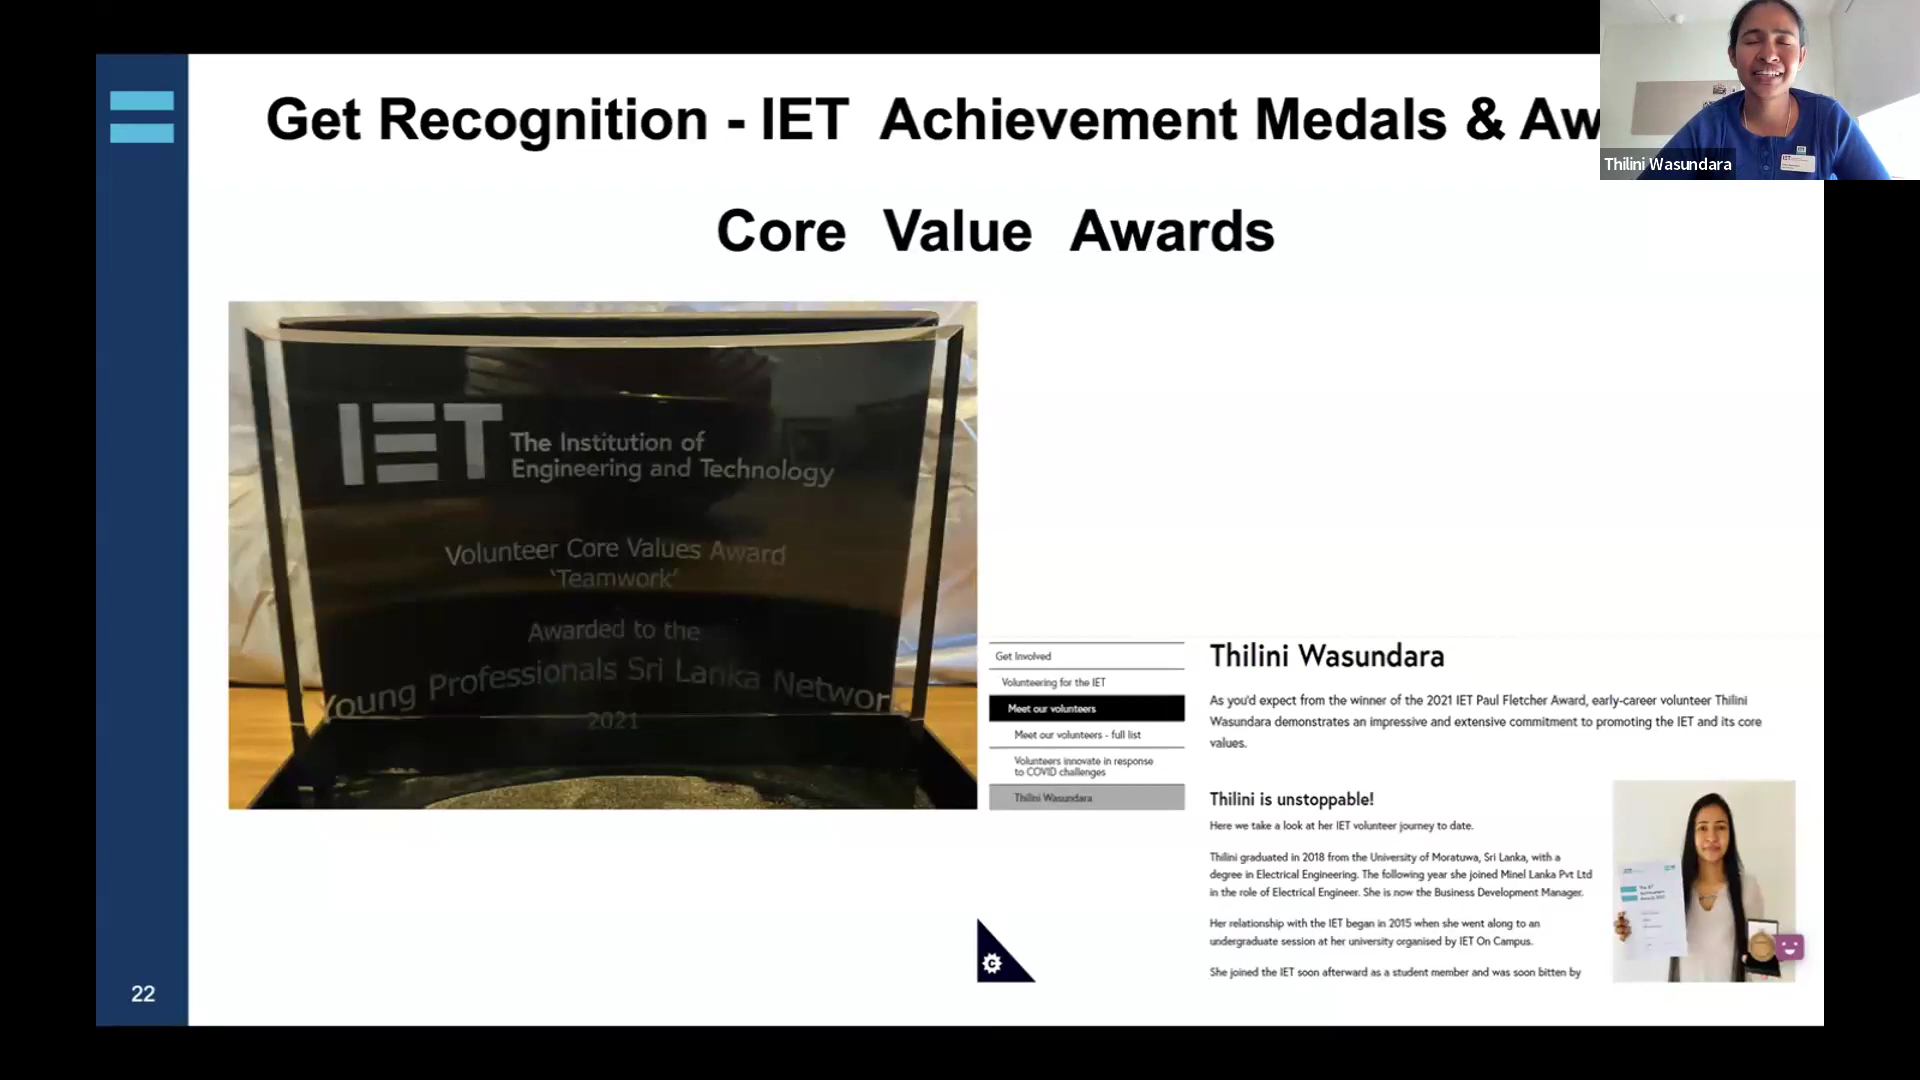 Get Recognition - IET Achievement Medals & Aw
Core Value Awards
Thilini Wasundara
IET The Institution of
Engineering and Technology
Volunteer Core Values Award
'Teamwork'
Awarded to the
Young Professionals Sri Lanka Networ
2021
Get Involved
Volunteering for the IET
Meet our volunteers
Meet our volunteers - full list
Volunteers innovate in response
to COVID challenges
Thilini Wasundara
Thilini Wasundara
As you'd expect from the winner of the 2021 IET Paul Fletcher Award, early-career volunteer Thilini
Wasundara demonstrates an impressive and extensive commitment to promoting the IET and its core
values.
Thilini is unstoppable!
Here we take a look at her IET volunteer journey to date.
Thilini graduated in 2018 from the University of Moratuwa, Sri Lanka, with a
degree in Electrical Engineering. The following year she joined Minel Lanka Pvt Ltd
in the role of Electrical Engineer. She is now the Business Development Manager.
Her relationship with the IET began in 2015 when she went along to an
undergraduate session at her university organised by IET On Campus.
She joined the IET soon afterward as a student member and was soon bitten by
22